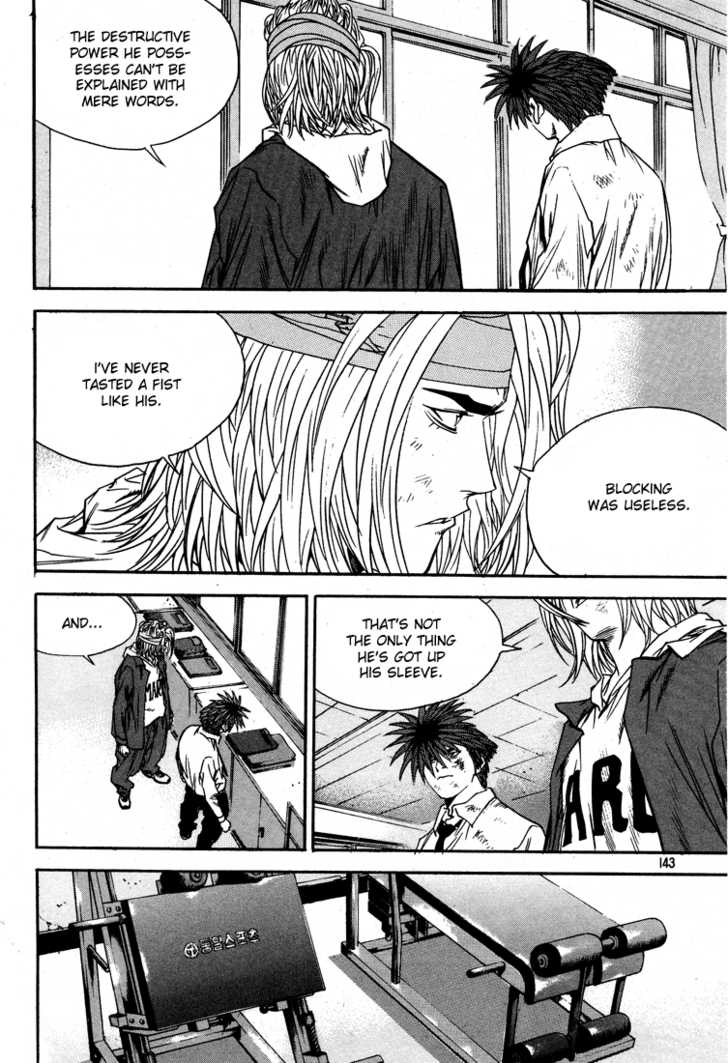 THE DESTRUCTIVE
POWER HE POSS-
ESSES CAN'T BE
EXPLAINED WITH
MERE WORDS.
I'VE NEVER
TASTED A FIST
LIKE HIS.
BLOCKING
WAS USELESS.
AND...
THAT'S NOT
THE ONLY THING
HE'S GOT UP
HIS SLEEVE.
ARD
143